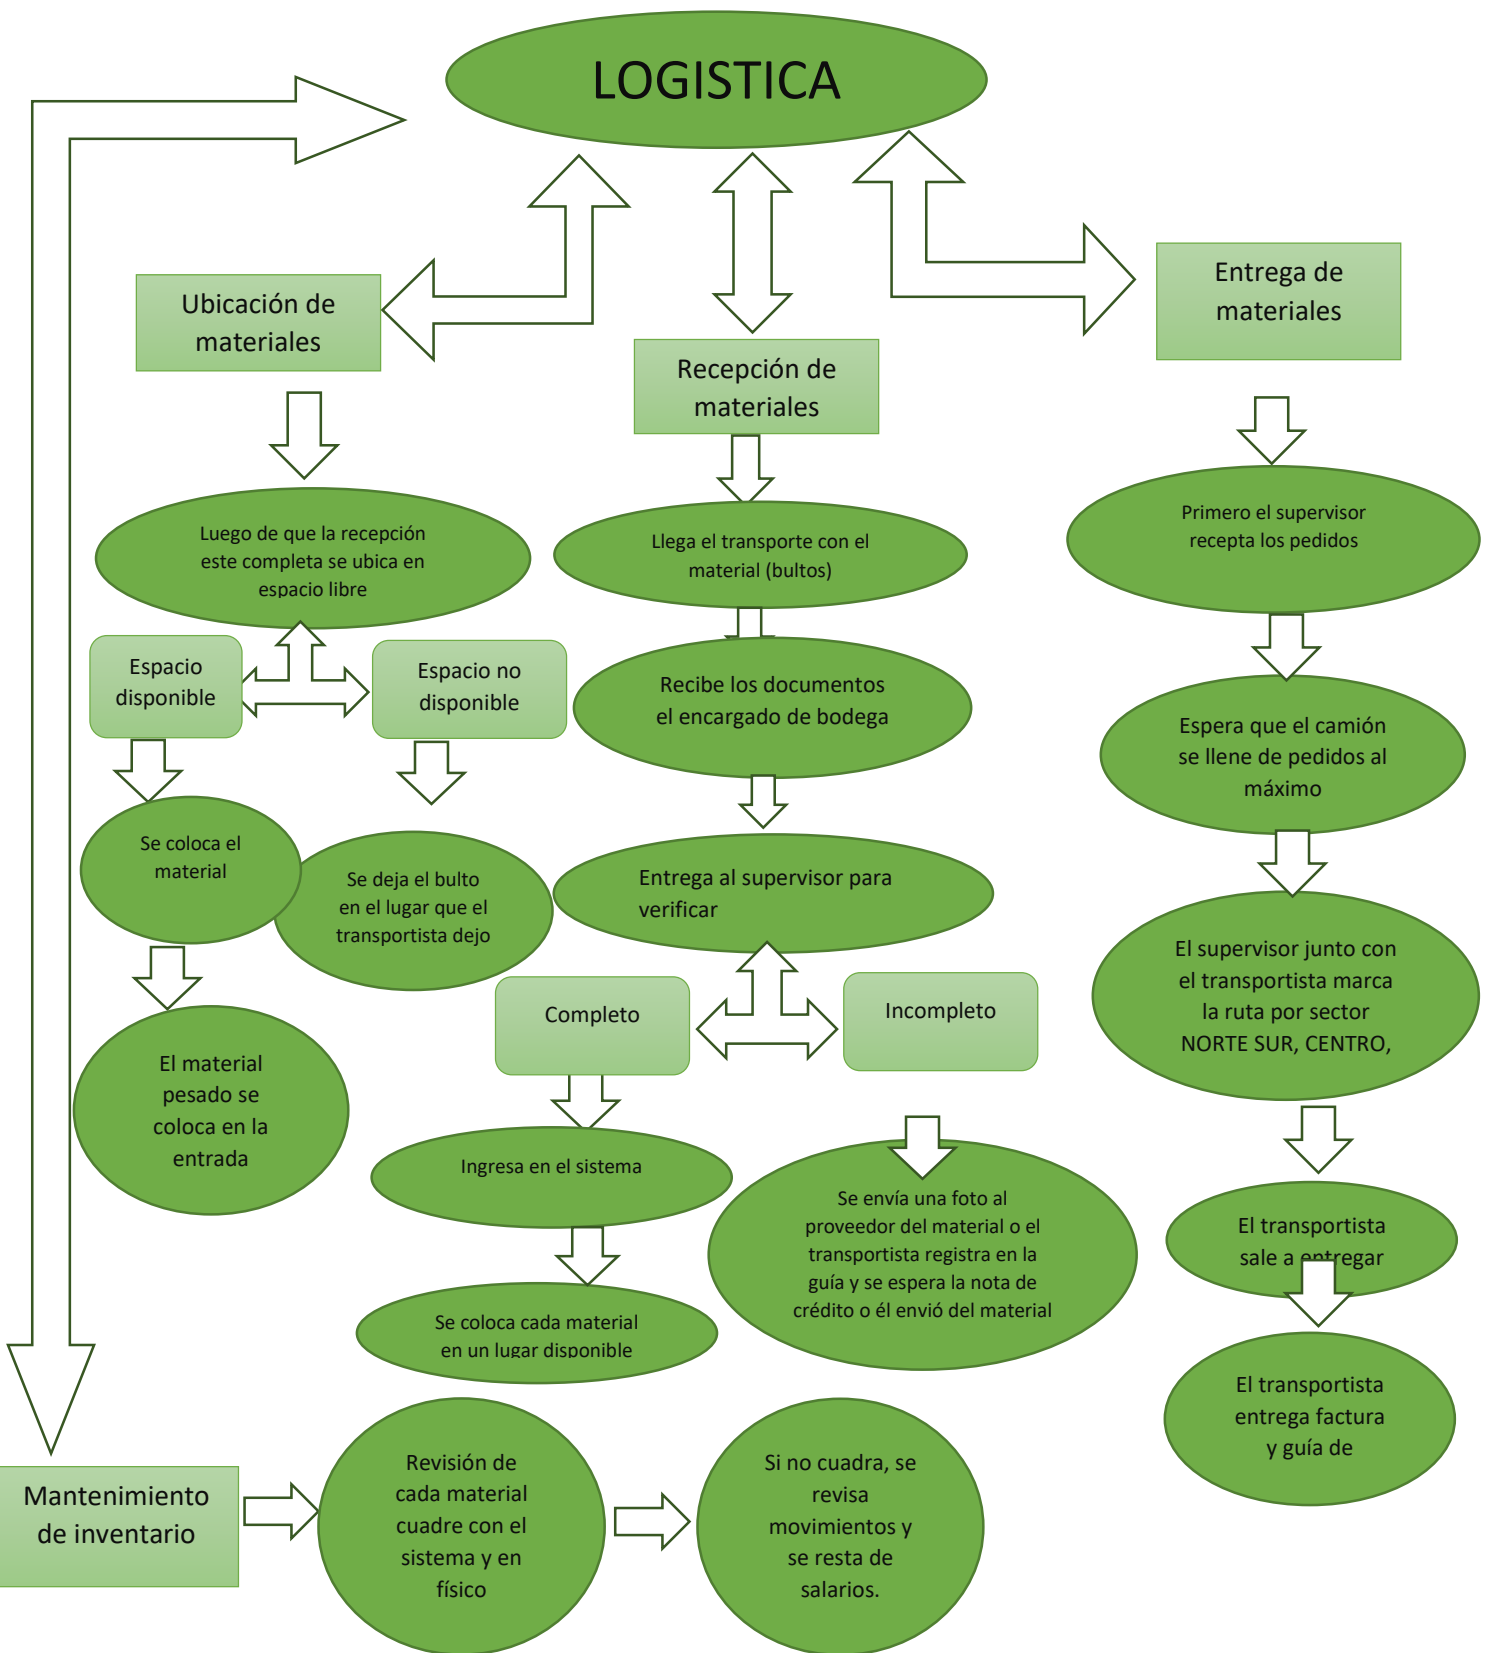 LOGISTICA
Ubicación de
materiales
Recepción de
materiales
Entrega de
materiales
Luego de que la recepción
este completa se ubica en
espacio libre
Espacio
disponible
Espacio no
disponible
Se coloca el
material
Se deja el bulto
en el lugar que el
transportista dejo
El material
pesado se
coloca en la
entrada
Llega el transporte con el
material (bultos)
Recibe los documentos
el encargado de bodega
Entrega al supervisor para
verificar
Completo
Incompleto
Ingresa en el sistema
Se coloca cada material
en un lugar disponible
Se envía una foto al
proveedor del material o el
transportista registra en la
guía y se espera la nota de
crédito o él envió del material
Primero el supervisor
recepta los pedidos
Espera que el camión
se llene de pedidos al
máximo
El supervisor junto con
el transportista marca
la ruta por sector
NORTE SUR, CENTRO,
El transportista
sale a entregar
El transportista
entrega factura
y guía de
Mantenimiento
de inventario
Revisión de
cada material
cuadre con el
sistema y en
físico
Si no cuadra, se
revisa
movimientos y
se resta de
salarios.